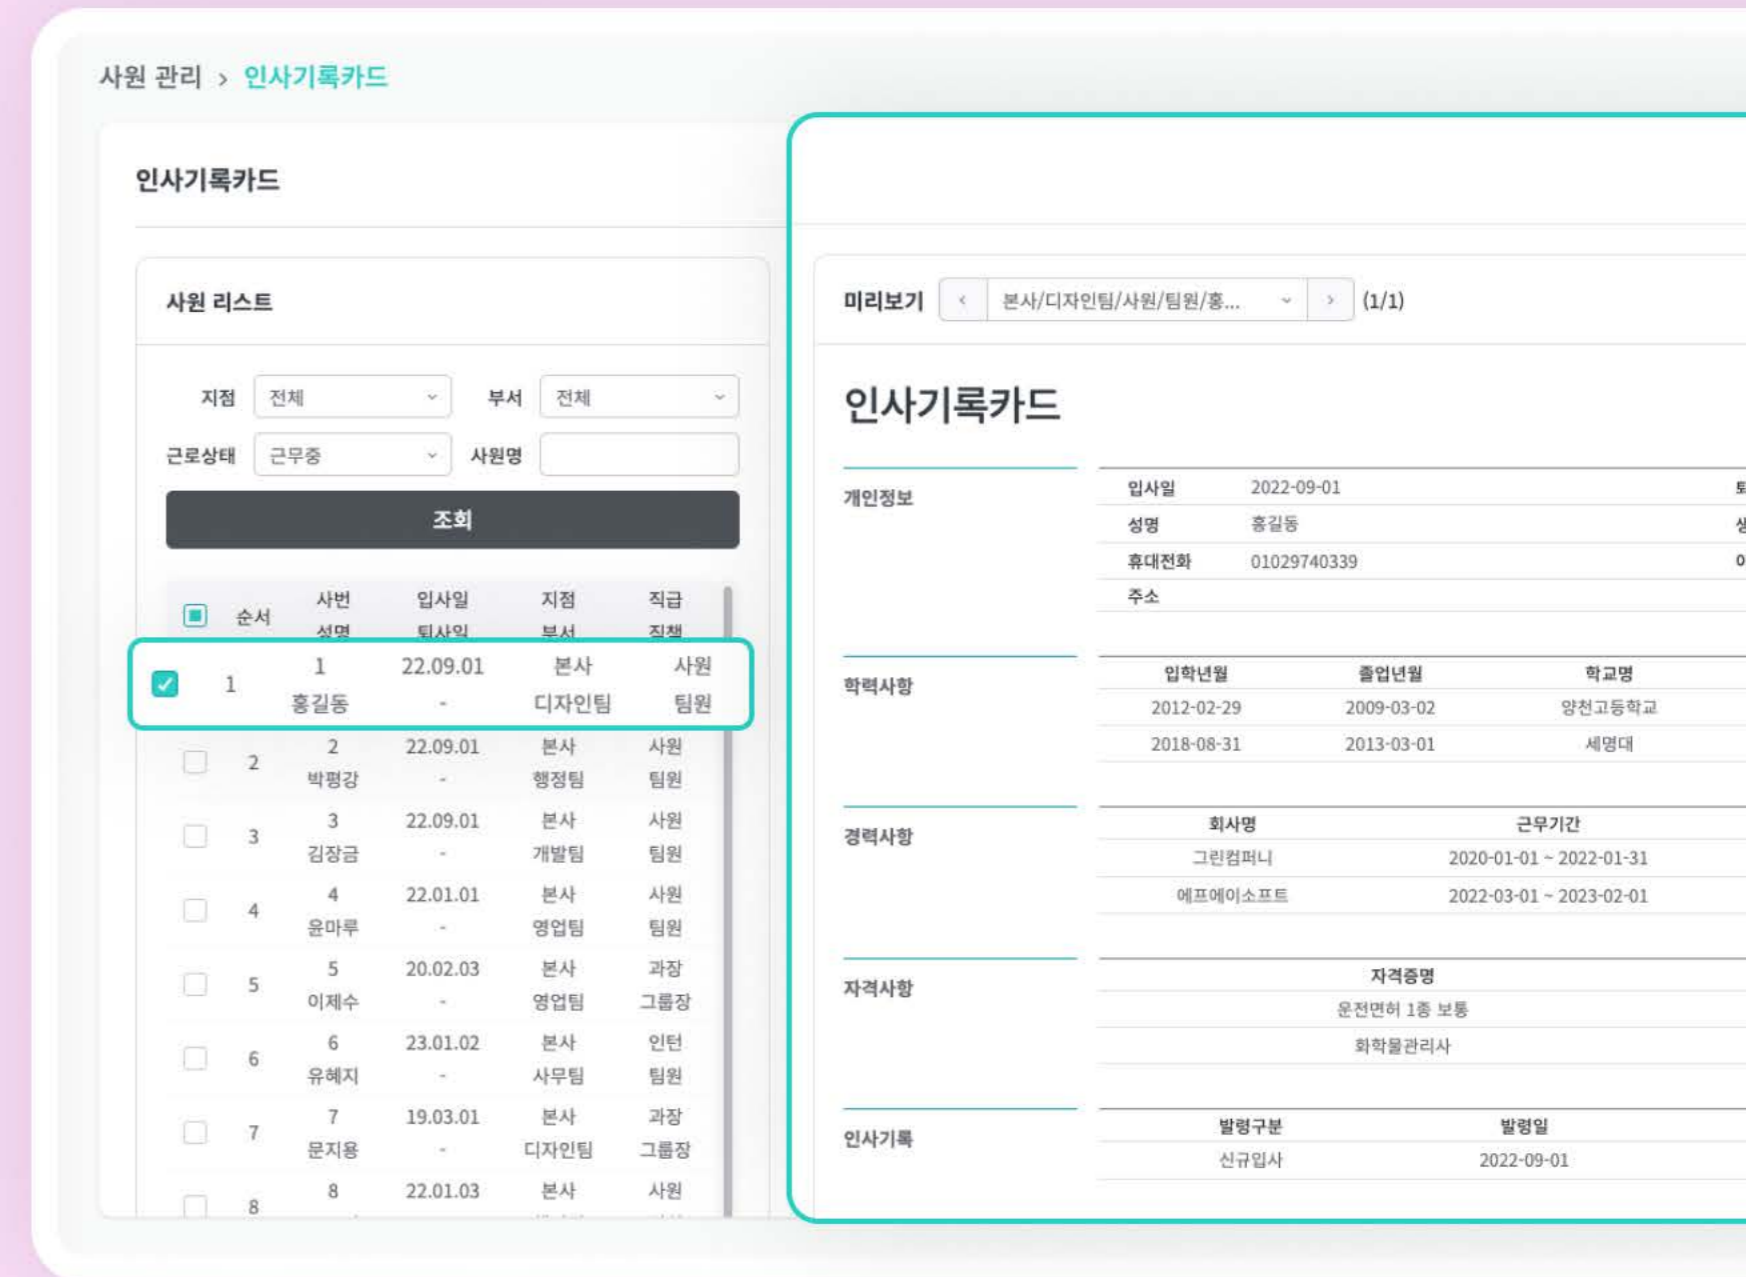 사원 관리 > 인사기록카드
인사기록카드
사원 리스트
지점 전체 부서 전체
근로상태 근무중 사원명
조회
순서 사번 입사일 지점 직급
성명 퇴사일 부서 직책
1 1 22.09.01 본사 사원
홍길동 - 디자인팀 팀원
2 2 22.09.01 본사 사원
박평강 - 행정팀 팀원
3 3 22.09.01 본사 사원
김장금 - 개발팀 팀원
4 4 22.01.01 본사 사원
윤마루 - 영업팀 팀원
5 5 20.02.03 본사 과장
이제수 - 영업팀 그룹장
6 6 23.01.02 본사 인턴
유혜지 - 사무팀 팀원
7 7 19.03.01 본사 과장
문지용 - 디자인팀 그룹장
8 8 22.01.03 본사 사원
미리보기 < 본사/디자인팀/사원/팀원/홍... > (1/1)
인사기록카드
개인정보
입사일 2022-09-01
성명 홍길동
휴대전화 01029740339
주소
학력사항
입학년월 졸업년월 학교명
2012-02-29 2009-03-02 양천고등학교
2018-08-31 2013-03-01 세명대
경력사항
회사명 근무기간
그린컴퍼니 2020-01-01 ~ 2022-01-31
에프에이소프트 2022-03-01 ~ 2023-02-01
자격사항
자격증명
운전면허 1종 보통
화학물관리사
인사기록
발령구분 발령일
신규입사 2022-09-01